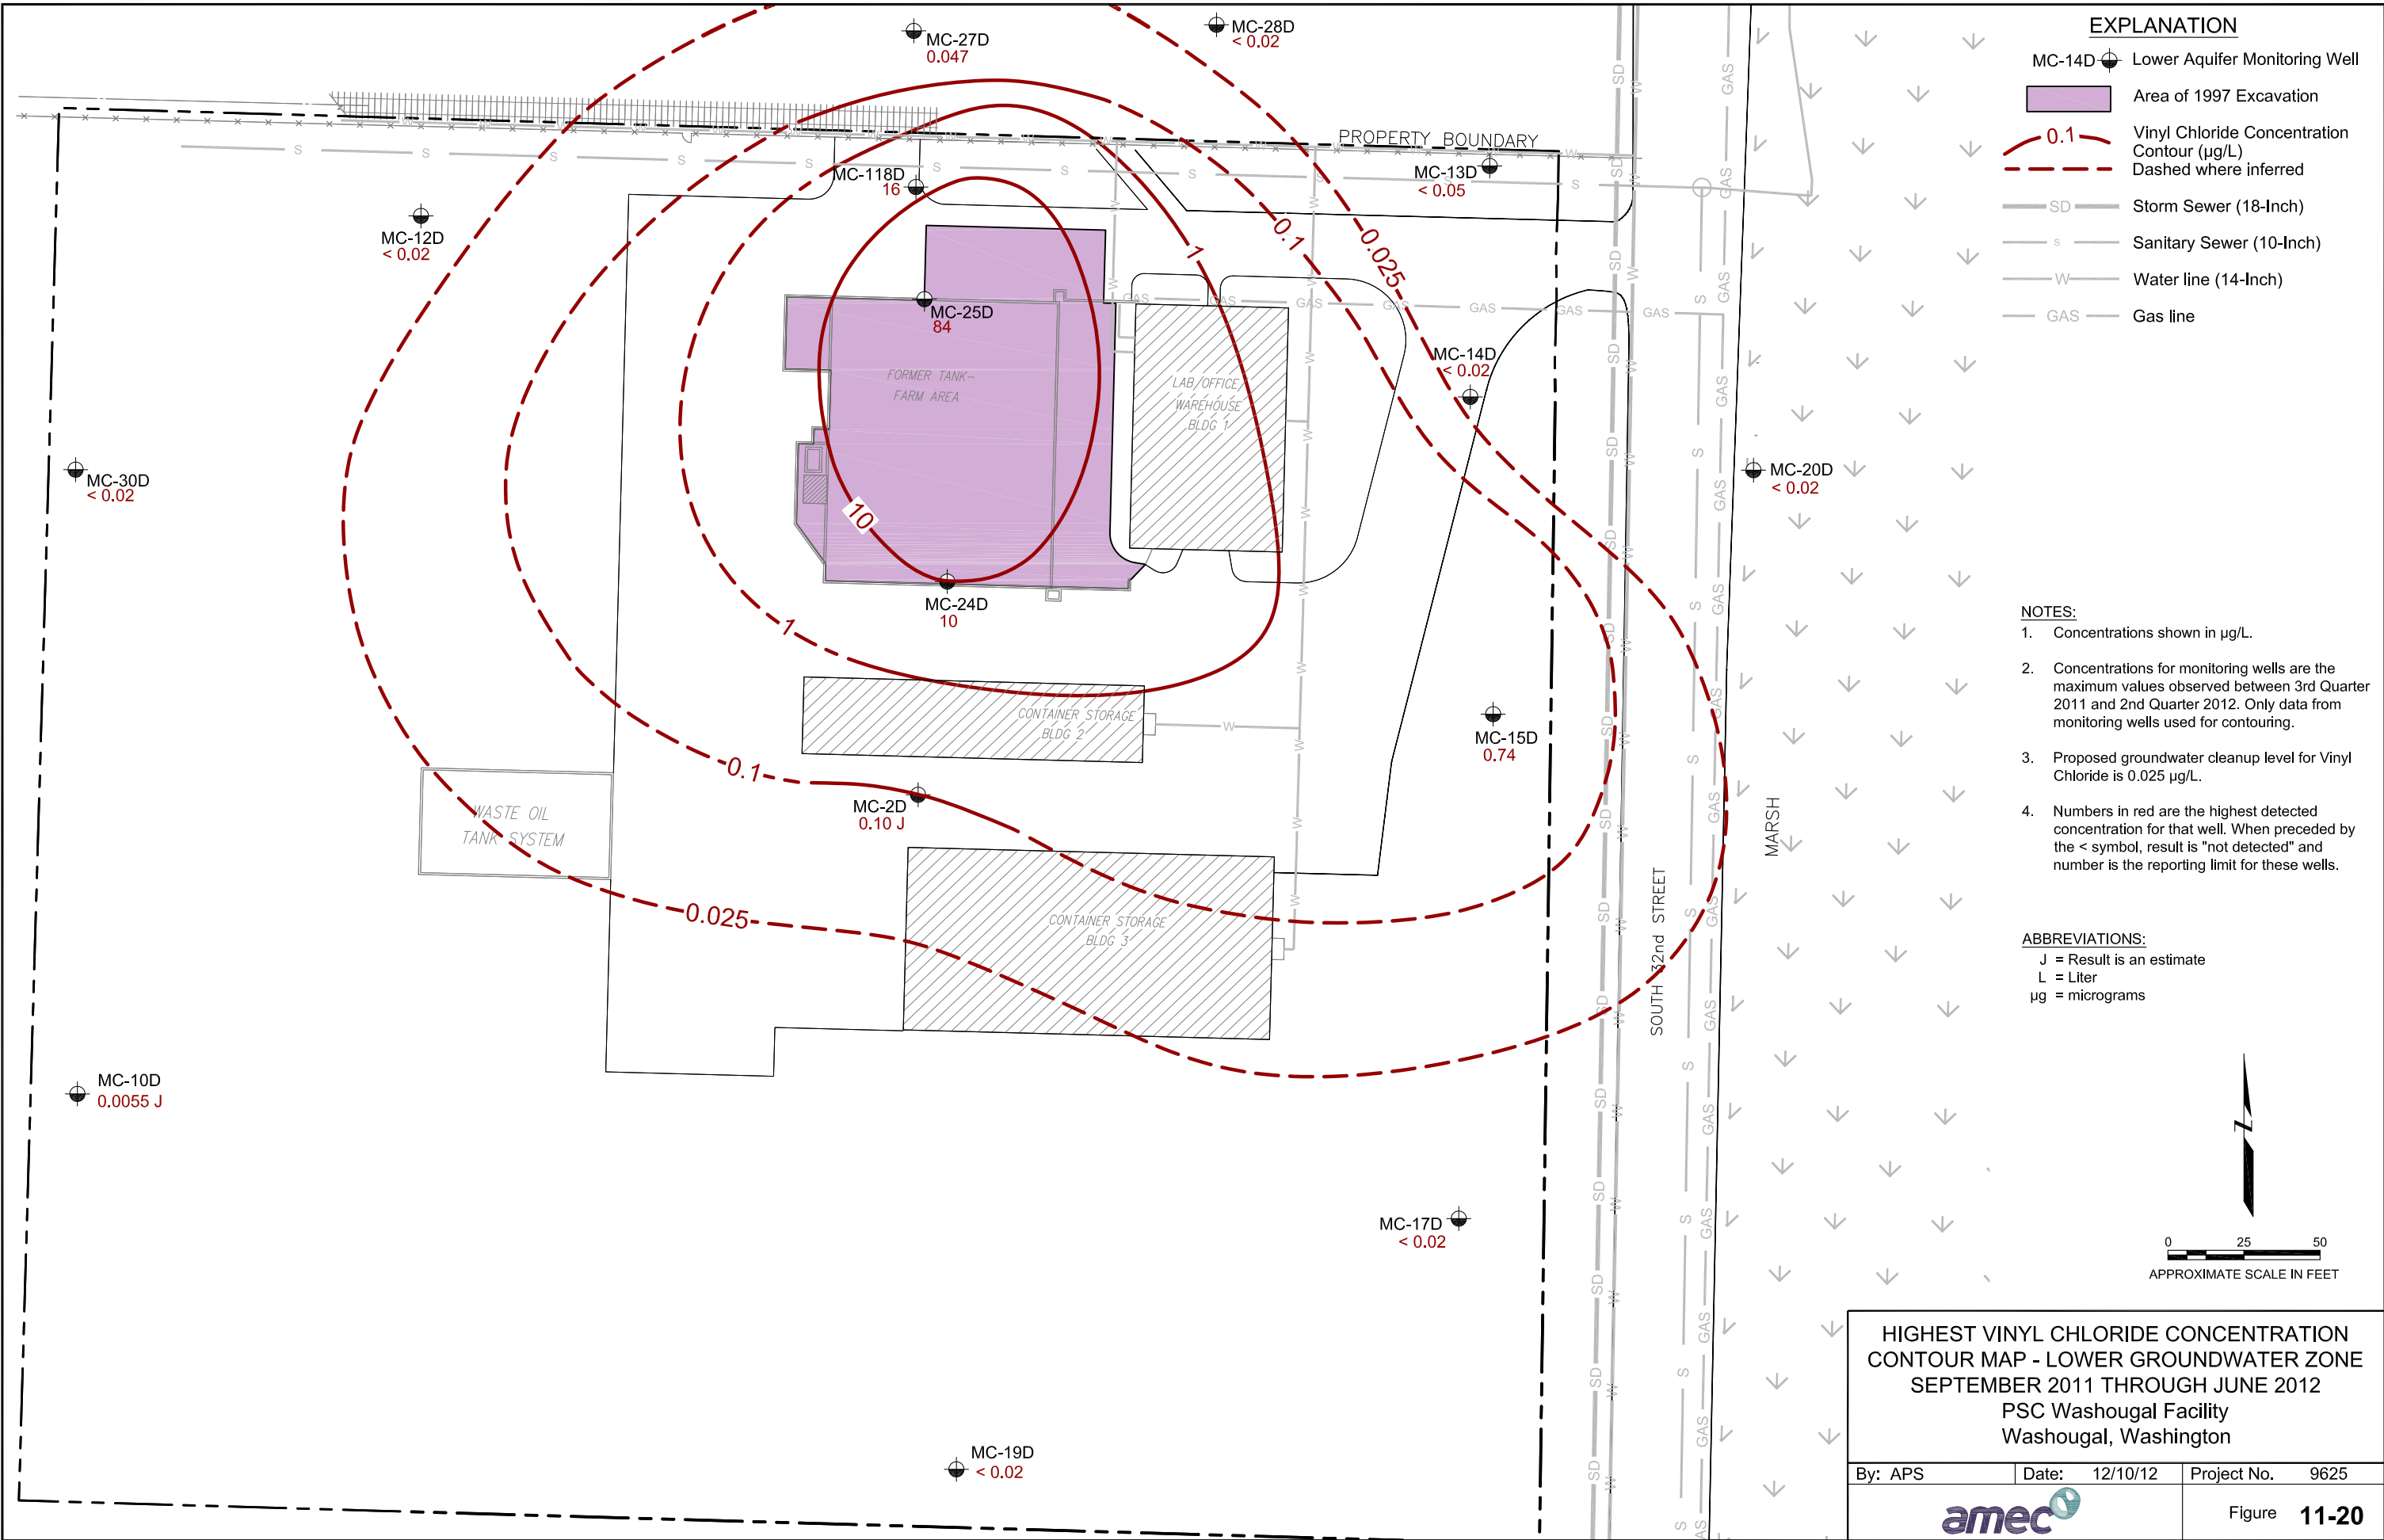 MC-27D
0.047
MC-28D
< 0.02
PROPERTY BOUNDARY
MC-118D
16
MC-13D
< 0.05
MC-12D
< 0.02
0.1
0.025
1
MC-25D
84
FORMER TANK-
FARM AREA
LAB/OFFICE/
WAREHOUSE
BLDG 1
MC-14D
< 0.02
MC-30D
< 0.02
MC-20D
< 0.02
10
MC-24D
10
1
CONTAINER STORAGE
BLDG 2
MC-15D
0.74
0.1
MC-2D
0.10 J
WASTE OIL
TANK SYSTEM
0.025
CONTAINER STORAGE
BLDG 3
SOUTH 32nd STREET
MARSH
MC-10D
0.0055 J
MC-17D
< 0.02
MC-19D
< 0.02
S
SD
W
GAS
EXPLANATION
MC-14D Lower Aquifer Monitoring Well
Area of 1997 Excavation
0.1 Vinyl Chloride Concentration
Contour (µg/L)
Dashed where inferred
SD Storm Sewer (18-Inch)
S Sanitary Sewer (10-Inch)
W Water line (14-Inch)
GAS Gas line
NOTES:
1. Concentrations shown in µg/L.
2. Concentrations for monitoring wells are the
maximum values observed between 3rd Quarter
2011 and 2nd Quarter 2012. Only data from
monitoring wells used for contouring.
3. Proposed groundwater cleanup level for Vinyl
Chloride is 0.025 µg/L.
4. Numbers in red are the highest detected
concentration for that well. When preceded by
the < symbol, result is "not detected" and
number is the reporting limit for these wells.
ABBREVIATIONS:
J = Result is an estimate
L = Liter
µg = micrograms
Z
0 25 50
APPROXIMATE SCALE IN FEET
HIGHEST VINYL CHLORIDE CONCENTRATION
CONTOUR MAP - LOWER GROUNDWATER ZONE
SEPTEMBER 2011 THROUGH JUNE 2012
PSC Washougal Facility
Washougal, Washington
By: APS Date: 12/10/12 Project No. 9625
amec Figure 11-20